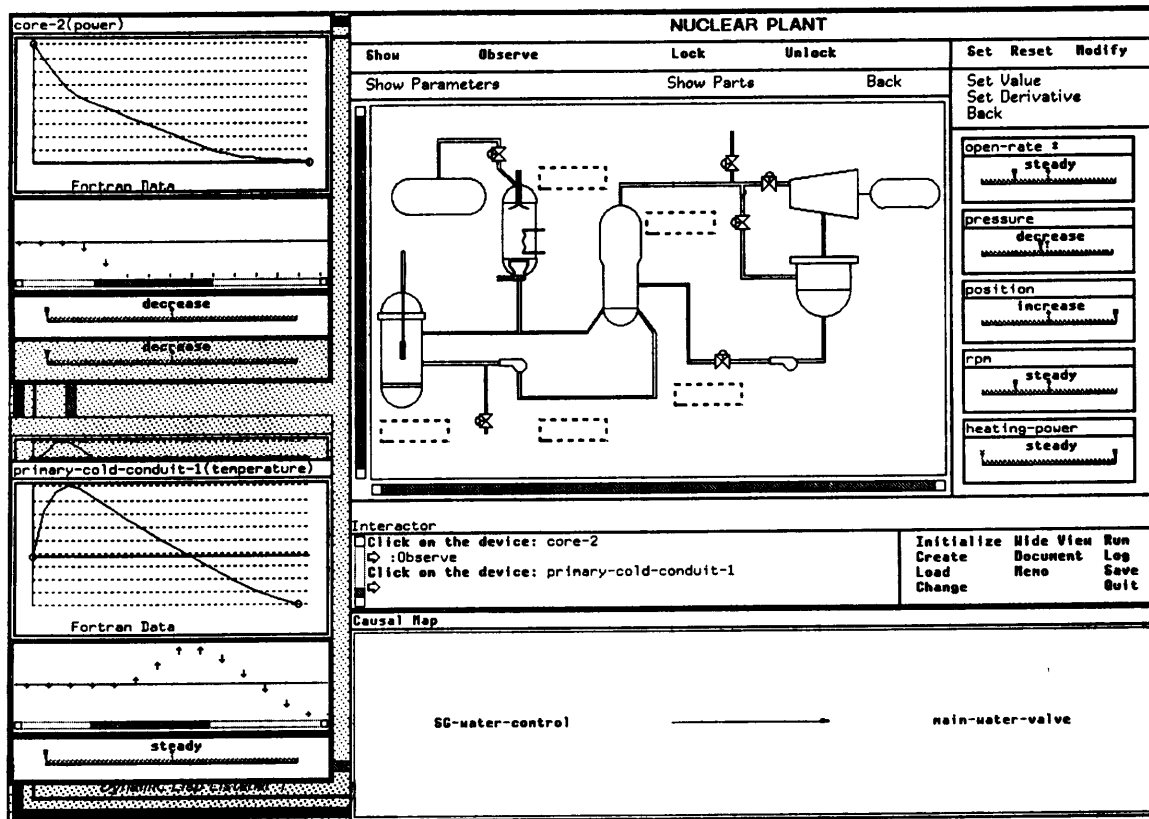 core-2(power)
Fortran Data
decrease
decrease
primary-cold-conduit-1(temperature)
Fortran Data
steady
NUCLEAR PLANT
Show Observe Lock Unlock
Show Parameters Show Parts Back
Set Reset Modify
Set Value
Set Derivative
Back
open-rate
steady
pressure
decrease
position
increase
rpm
steady
heating-power
steady
Interactor
Click on the device: core-2
⇨ :Observe
Click on the device: primary-cold-conduit-1
⇨
Initialize Wide View Run
Create Document Log
Load Memo Save
Change Quit
Causal Map
SG-water-control main-water-valve